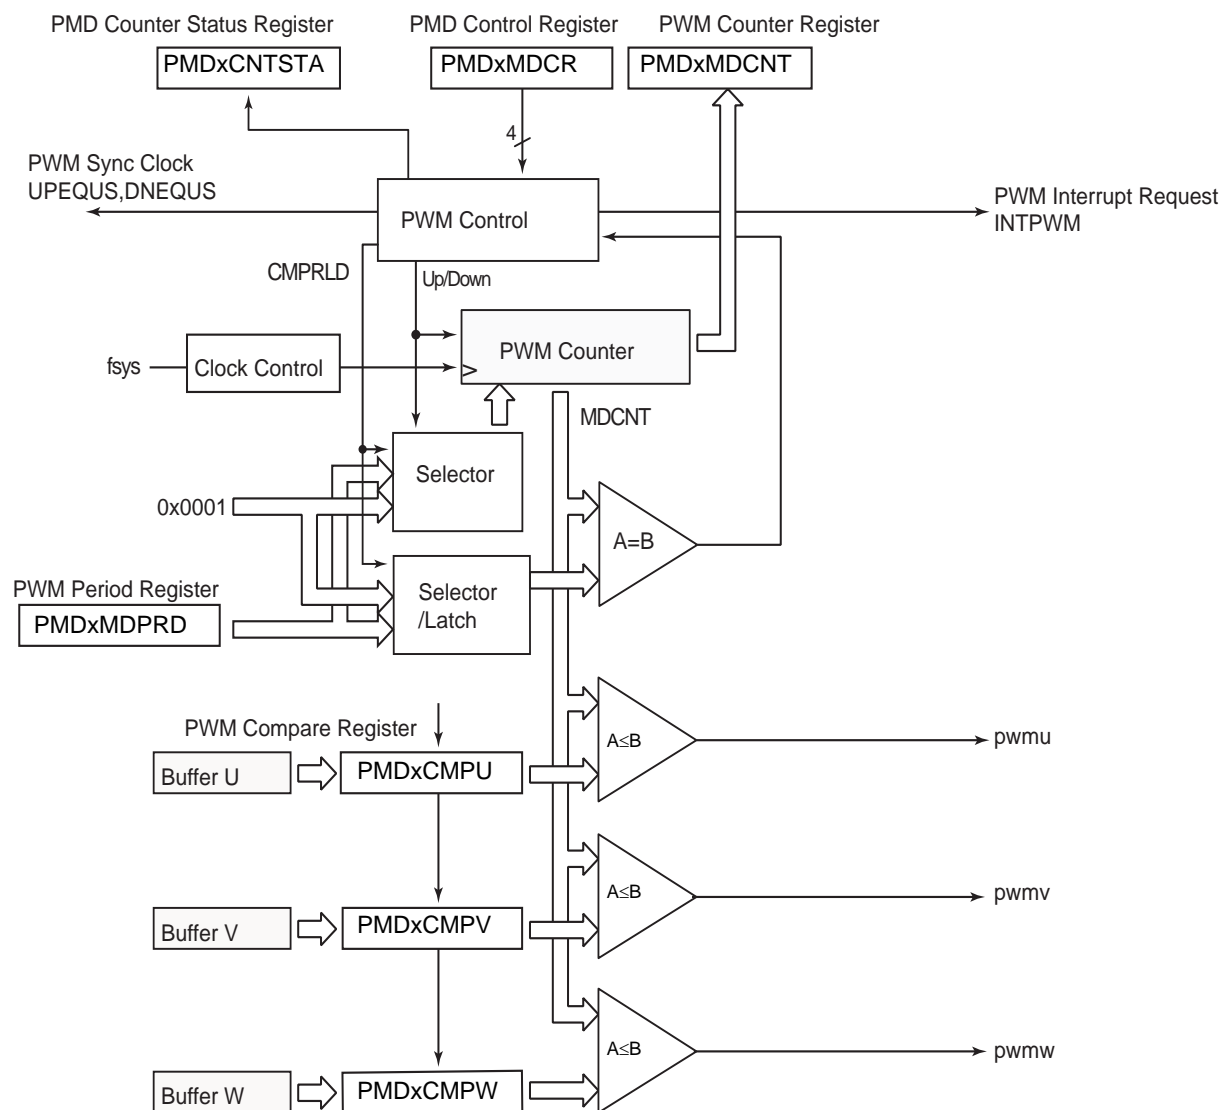 PMD Counter Status Register
PMD Control Register
PWM Counter Register
PMDxCNTSTA
PMDxMDCR
PMDxMDCNT
4
PWM Sync Clock
UPEQUS,DNEQUS
PWM Control
PWM Interrupt Request
INTPWM
CMPRLD
Up/Down
fsys
Clock Control
PWM Counter
>
MDCNT
Selector
0x0001
A=B
PWM Period Register
PMDxMDPRD
Selector
/Latch
PWM Compare Register
Buffer U
PMDxCMPU
A≤B
pwmu
Buffer V
PMDxCMPV
A≤B
pwmv
Buffer W
PMDxCMPW
A≤B
pwmw